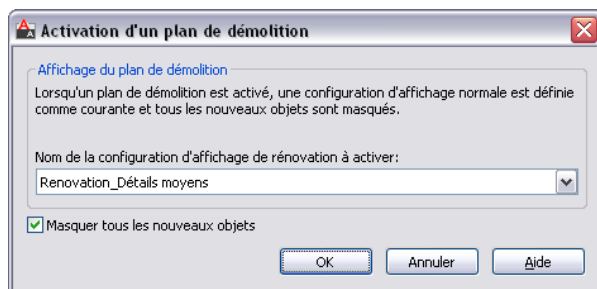 Activation d'un plan de démolition
Affichage du plan de démolition
Lorsqu'un plan de démolition est activé, une configuration d'affichage normale est définie
comme courante et tous les nouveaux objets sont masqués.
Nom de la configuration d'affichage de rénovation à activer:
Renovation_Détails moyens
Masquer tous les nouveaux objets
OK Annuler Aide